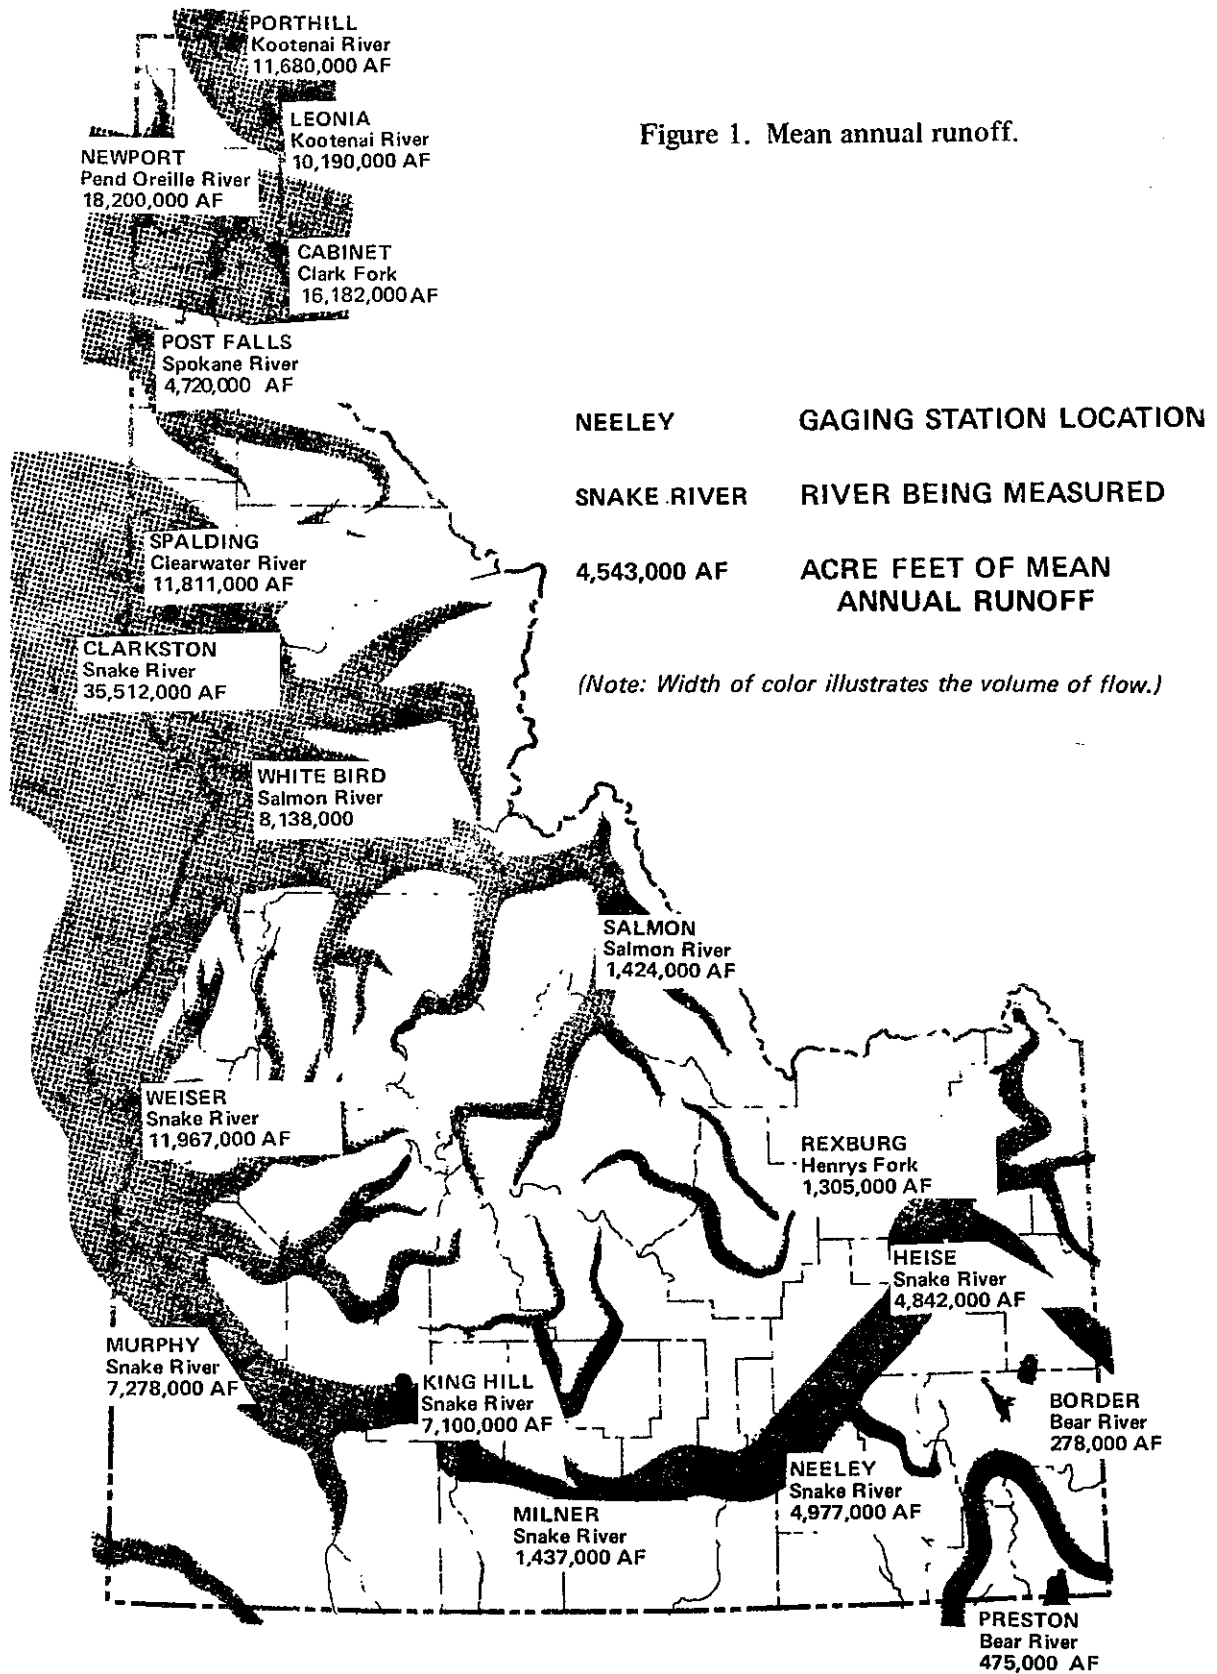 PORTHILL
Kootenai River
11,680,000 AF
LEONIA
Kootenai River
10,190,000 AF
Figure 1. Mean annual runoff.
NEWPORT
Pend Oreille River
18,200,000 AF
CABINET
Clark Fork
16,182,000 AF
POST FALLS
Spokane River
4,720,000 AF
NEELEY GAGING STATION LOCATION
SNAKE RIVER RIVER BEING MEASURED
4,543,000 AF ACRE FEET OF MEAN
ANNUAL RUNOFF
(Note: Width of color illustrates the volume of flow.)
SPALDING
Clearwater River
11,811,000 AF
CLARKSTON
Snake River
35,512,000 AF
WHITE BIRD
Salmon River
8,138,000
SALMON
Salmon River
1,424,000 AF
WEISER
Snake River
11,967,000 AF
REXBURG
Henrys Fork
1,305,000 AF
HEISE
Snake River
4,842,000 AF
MURPHY
Snake River
7,278,000 AF
KING HILL
Snake River
7,100,000 AF
BORDER
Bear River
278,000 AF
NEELEY
Snake River
4,977,000 AF
MILNER
Snake River
1,437,000 AF
PRESTON
Bear River
475,000 AF